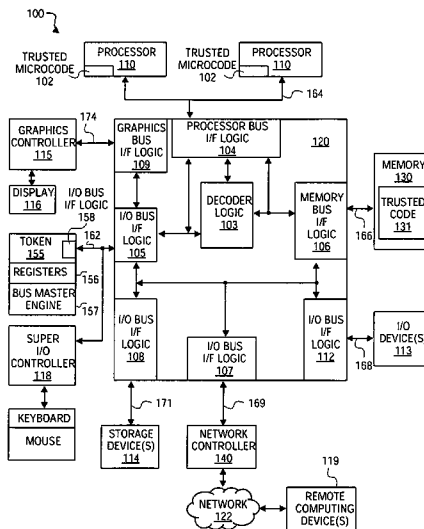 100
TRUSTED
MICROCODE
102
PROCESSOR
110
TRUSTED
MICROCODE
102
PROCESSOR
110
164
174
GRAPHICS
CONTROLLER
115
GRAPHICS
BUS
I/F LOGIC
109
PROCESSOR BUS
I/F LOGIC
104
120
DISPLAY 116
I/O BUS
I/F LOGIC
158
DECODER
LOGIC
103
MEMORY
130
TRUSTED
CODE
131
MEMORY BUS
I/F LOGIC
106
166
162
I/O BUS
I/F LOGIC
105
TOKEN
155
REGISTERS
156
BUS MASTER
ENGINE
157
SUPER
I/O
CONTROLLER
118
I/O BUS
I/F
LOGIC
108
I/O BUS
I/F LOGIC
107
I/O BUS
I/F
LOGIC
112
I/O
DEVICE(S)
113
168
KEYBOARD
MOUSE
171
169
STORAGE
DEVICE(S)
114
NETWORK
CONTROLLER
140
119
NETWORK
122
REMOTE
COMPUTING
DEVICE(S)